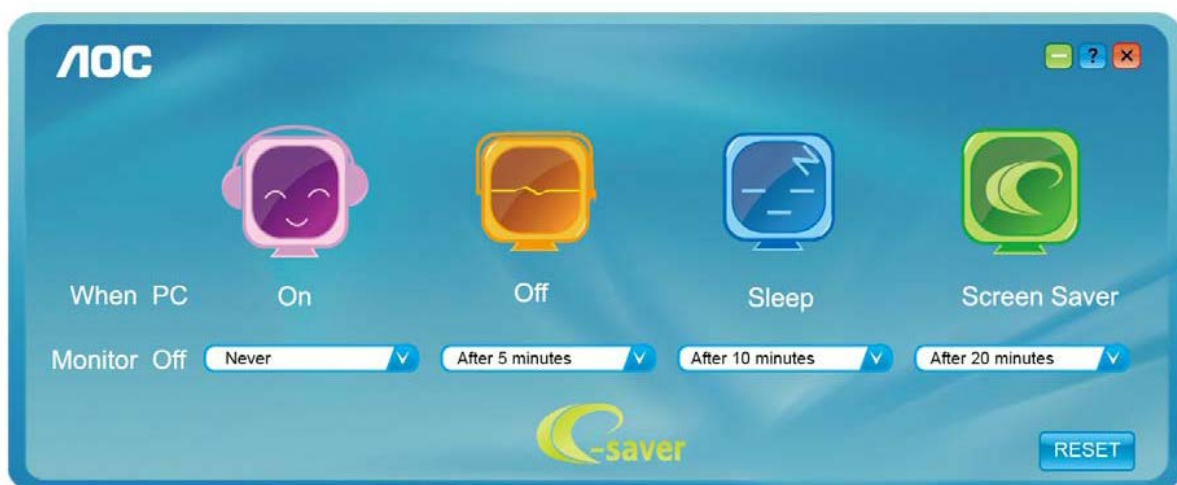 AOC
?
When PC On Off Sleep Screen Saver
Monitor Off Never After 5 minutes After 10 minutes After 20 minutes
e-saver
RESET